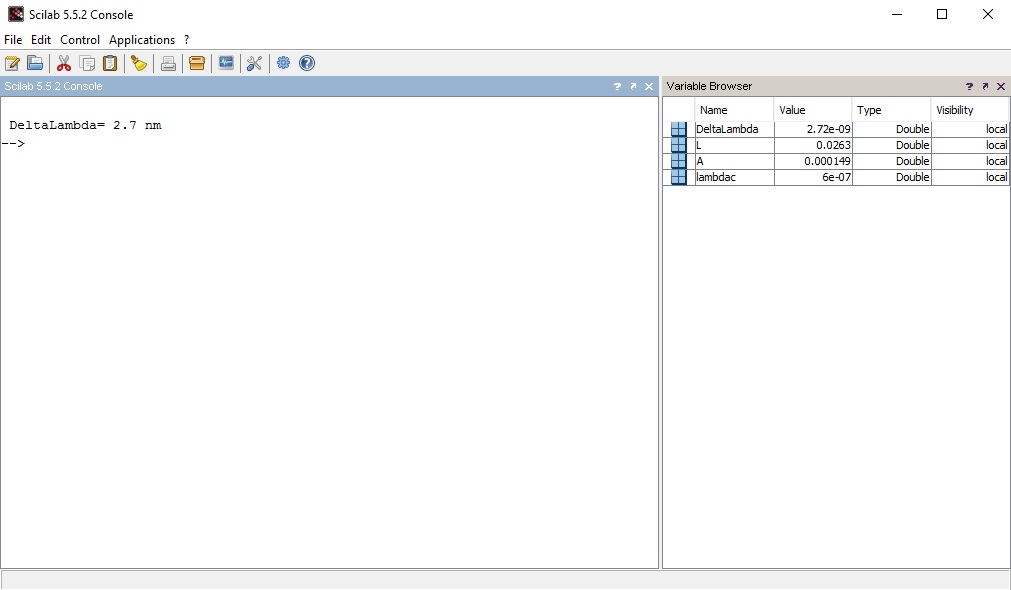 Scilab 5.5.2 Console
File Edit Control Applications ?
Scilab 5.5.2 Console
DeltaLambda= 2.7 nm
-->
Variable Browser
Name Value Type Visibility
DeltaLambda 2.72e-09 Double local
L 0.0263 Double local
A 0.000149 Double local
lambdac 6e-07 Double local